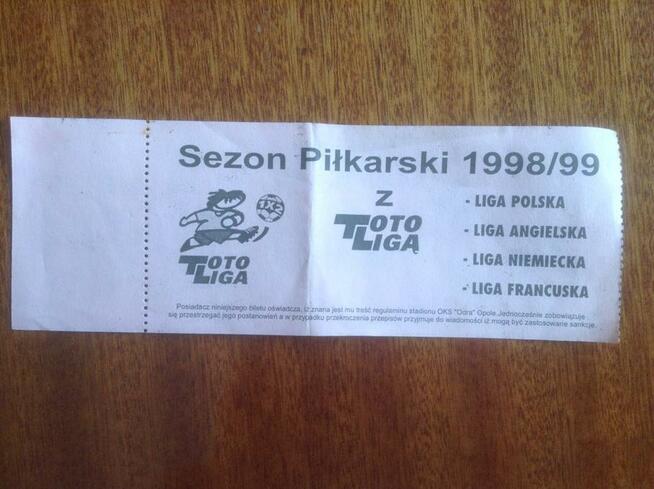 Sezon Piłkarski 1998/99
1X2
TOTO
LIGA
z
TOTO
LIGĄ
- LIGA POLSKA
- LIGA ANGIELSKA
- LIGA NIEMIECKA
- LIGA FRANCUSKA
Posiadacz niniejszego biletu oświadcza, iż znana jest mu treść regulaminu stadionu OKS "Odra" Opole.Jednocześnie zobowiązuje
się przestrzegać jego postanowień a w przypadku przekroczenia przepisów przyjmuje do wiadomości iż mogą być zastosowane sankcje.